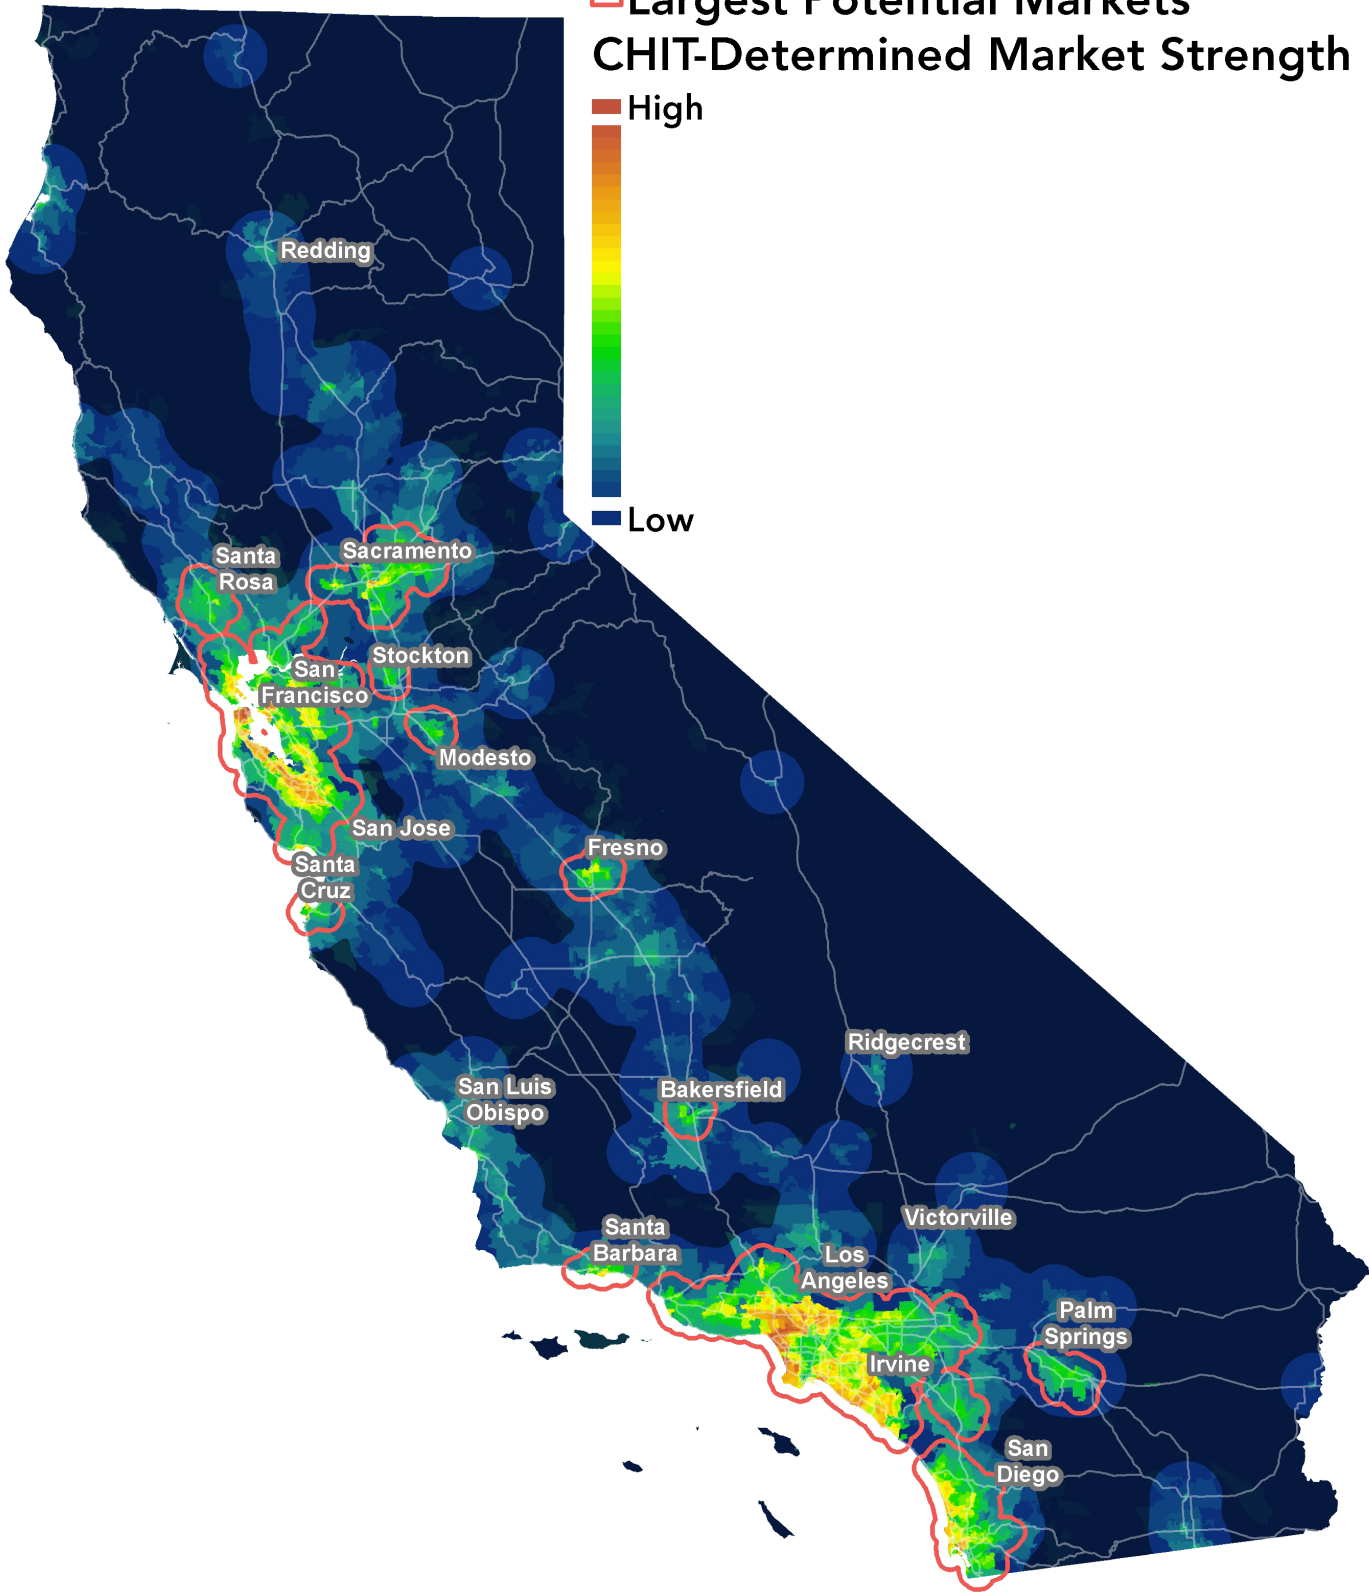 Largest Potential Markets
CHIT-Determined Market Strength
High
Low
Redding
Santa
Rosa
Sacramento
Stockton
San
Francisco
Modesto
San Jose
Santa
Cruz
Fresno
Ridgecrest
San Luis
Obispo
Bakersfield
Victorville
Santa
Barbara
Los
Angeles
Palm
Springs
Irvine
San
Diego